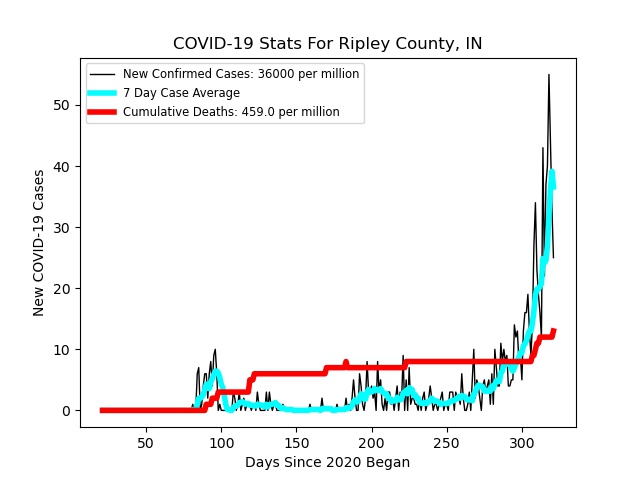 COVID-19 Stats For Ripley County, IN
New Confirmed Cases: 36000 per million
7 Day Case Average
Cumulative Deaths: 459.0 per million
New COVID-19 Cases
50
40
30
20
10
0
50
100
150
200
250
300
Days Since 2020 Began